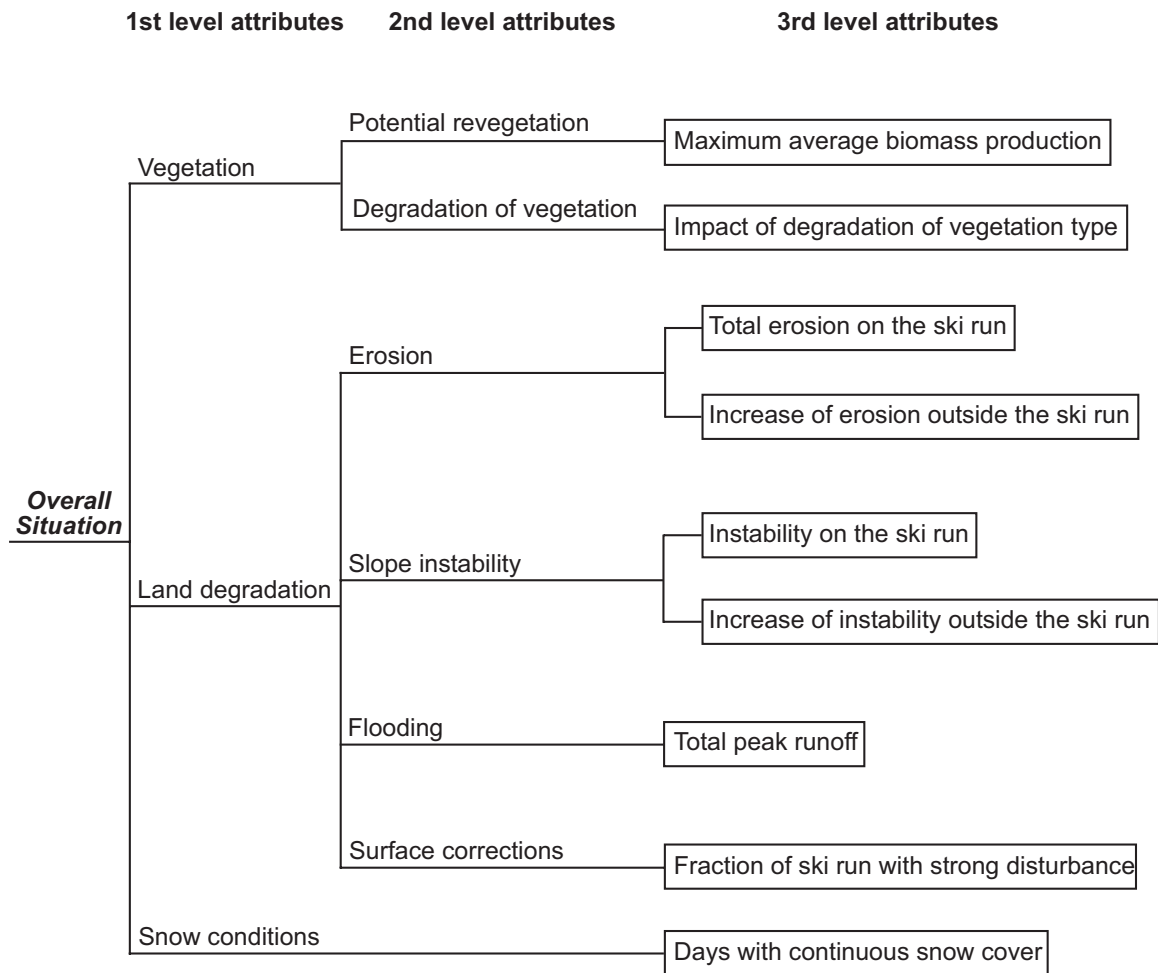 1st level attributes 2nd level attributes 3rd level attributes
Potential revegetation
Maximum average biomass production
Vegetation
Degradation of vegetation
Impact of degradation of vegetation type
Total erosion on the ski run
Erosion
Increase of erosion outside the ski run
Overall
Situation
Instability on the ski run
Slope instability
Land degradation
Increase of instability outside the ski run
Flooding
Total peak runoff
Surface corrections
Fraction of ski run with strong disturbance
Snow conditions
Days with continuous snow cover